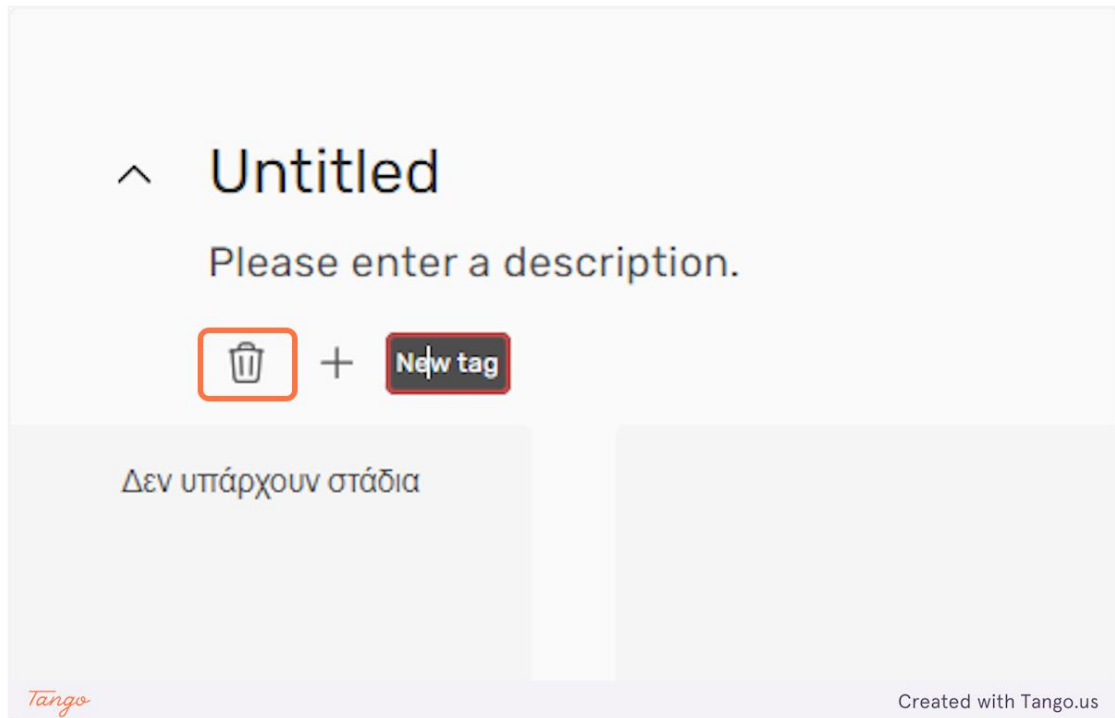 Untitled
Please enter a description.
New tag
Δεν υπάρχουν στάδια
Tango
Created with Tango.us